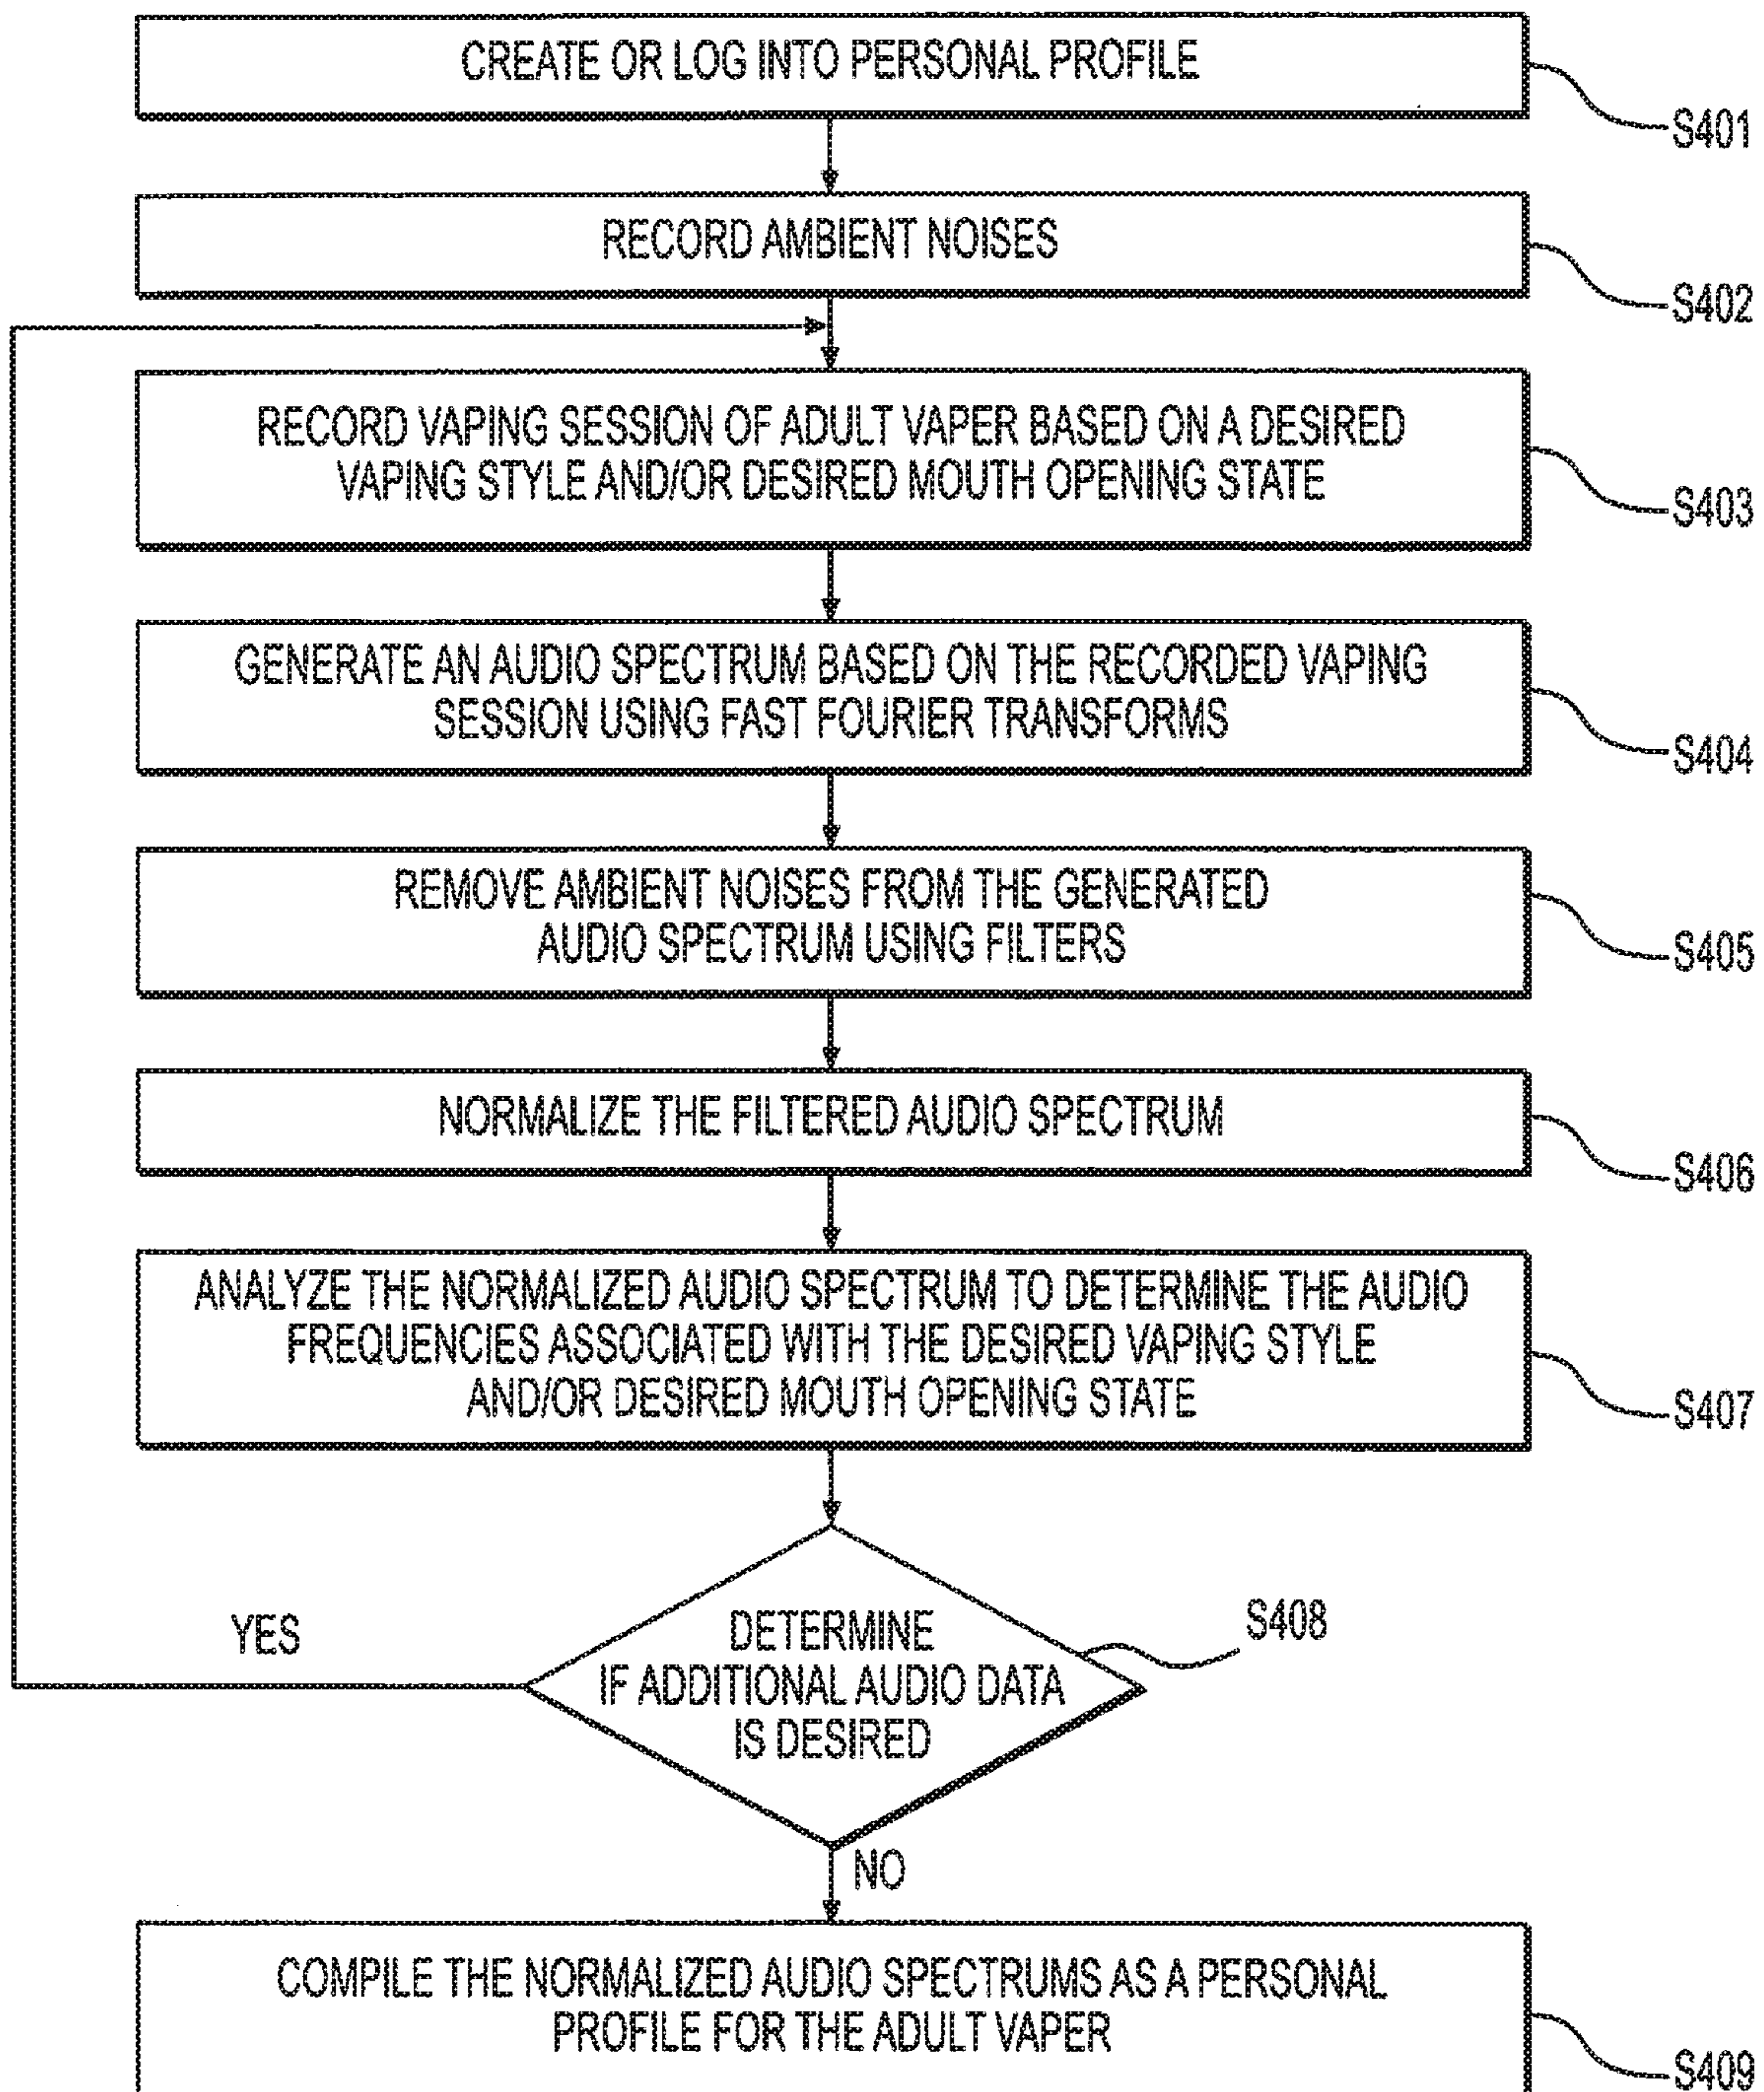 CREATE OR LOG INTO PERSONAL PROFILE
S401
RECORD AMBIENT NOISES
S402
RECORD VAPING SESSION OF ADULT VAPER BASED ON A DESIRED
VAPING STYLE AND/OR DESIRED MOUTH OPENING STATE
S403
GENERATE AN AUDIO SPECTRUM BASED ON THE RECORDED VAPING
SESSION USING FAST FOURIER TRANSFORMS
S404
REMOVE AMBIENT NOISES FROM THE GENERATED
AUDIO SPECTRUM USING FILTERS
S405
NORMALIZE THE FILTERED AUDIO SPECTRUM
S406
ANALYZE THE NORMALIZED AUDIO SPECTRUM TO DETERMINE THE AUDIO
FREQUENCIES ASSOCIATED WITH THE DESIRED VAPING STYLE
AND/OR DESIRED MOUTH OPENING STATE
S407
YES
DETERMINE
IF ADDITIONAL AUDIO DATA
IS DESIRED
S408
NO
COMPILE THE NORMALIZED AUDIO SPECTRUMS AS A PERSONAL
PROFILE FOR THE ADULT VAPER
S409